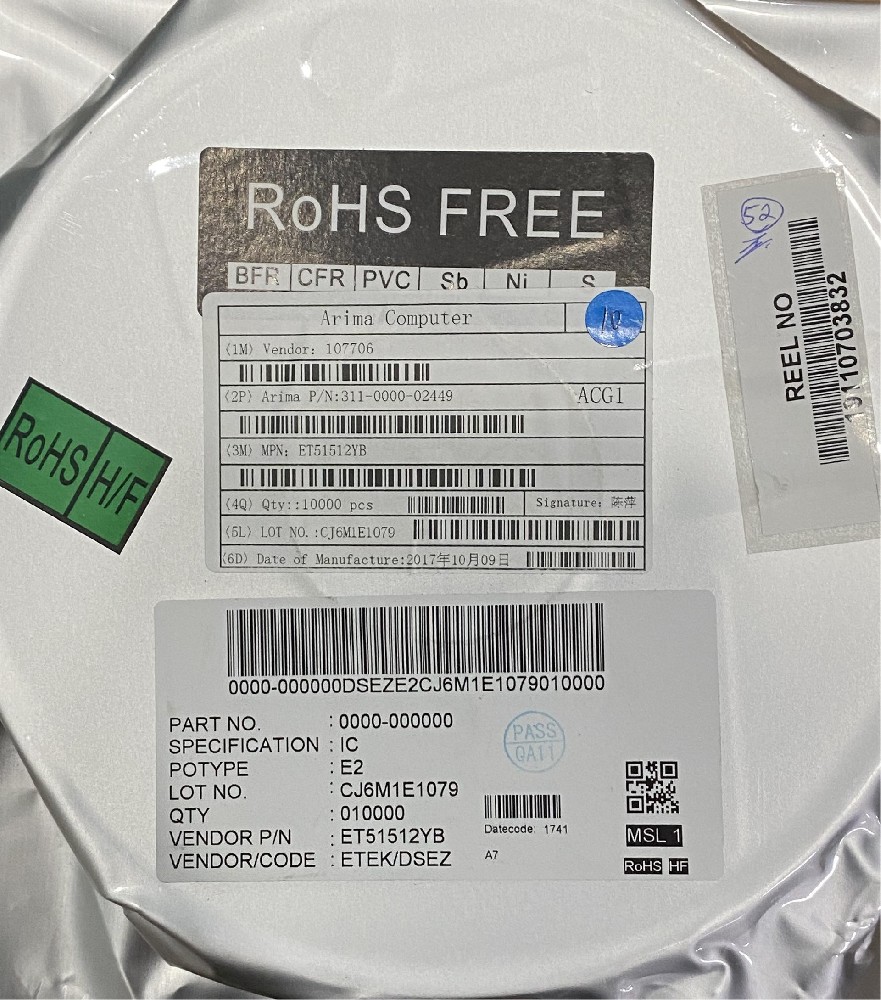 RoHS FREE
BFR CFR PVC Sb Ni S
Arima Computer
10
(1M) Vendor: 107706
(2P) Arima P/N:311-0000-02449 ACG1
(3M) MPN: ET51512YB
(4Q) Qty::10000 pcs Signature: 陈萍
(5L) LOT NO.:CJ6M1E1079
(6D) Date of Manufacture:2017年10月09日
52
REEL NO
19110703832
RoHS H/F
0000-000000DSEZE2CJ6M1E1079010000
PART NO. : 0000-000000
SPECIFICATION : IC
POTYPE : E2
LOT NO. : CJ6M1E1079
QTY : 010000
VENDOR P/N : ET51512YB
VENDOR/CODE : ETEK/DSEZ
PASS
QA11
Datecode: 1741
A7
MSL 1
RoHS HF